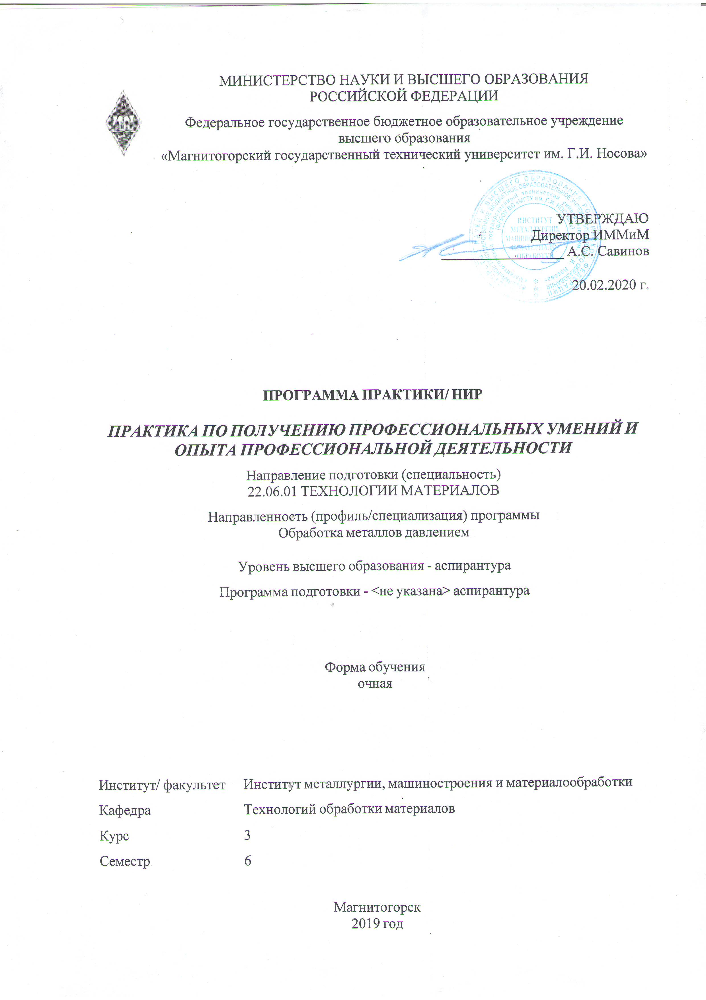 МИНИСТЕРСТВО НАУКИ И ВЫСШЕГО ОБРАЗОВАНИЯ
РОССИЙСКОЙ ФЕДЕРАЦИИ
МГТУ
Федеральное государственное бюджетное образовательное учреждение
высшего образования
«Магнитогорский государственный технический университет им. Г.И. Носова»
УТВЕРЖДАЮ
Директор ИММиМ
А.С. Савинов
20.02.2020 г.
ИНСТИТУТ
МЕТАЛЛУРГИИ,
ПРОГРАММА ПРАКТИКИ/ НИР
ПРАКТИКА ПО ПОЛУЧЕНИЮ ПРОФЕССИОНАЛЬНЫХ УМЕНИЙ И
ОПЫТА ПРОФЕССИОНАЛЬНОЙ ДЕЯТЕЛЬНОСТИ
Направление подготовки (специальность)
22.06.01 ТЕХНОЛОГИИ МАТЕРИАЛОВ
Направленность (профиль/специализация) программы
Обработка металлов давлением
Уровень высшего образования - аспирантура
Программа подготовки - <не указана> аспирантура
Форма обучения
очная
Институт/ факультет Институт металлургии, машиностроения и материалообработки
Кафедра Технологий обработки материалов
Курс 3
Семестр 6
Магнитогорск
2019 год